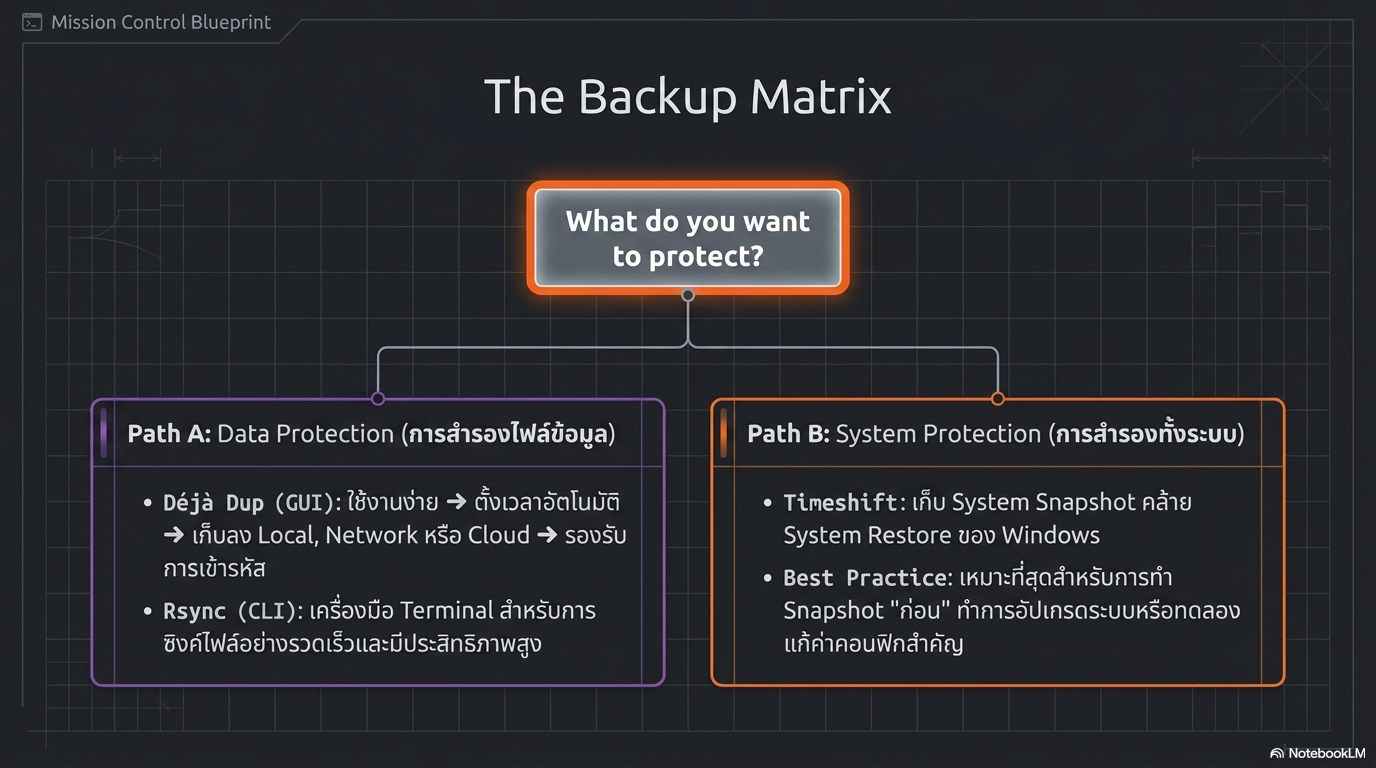 Mission Control Blueprint
The Backup Matrix
What do you want
to protect?
Path A: Data Protection (การสำรองไฟล์ข้อมูล)
• Déjà Dup (GUI): ใช้งานง่าย → ตั้งเวลาอัตโนมัติ
→ เก็บลง Local, Network หรือ Cloud → รองรับ
การเข้ารหัส
• Rsync (CLI): เครื่องมือ Terminal สำหรับการ
ซิงค์ไฟล์อย่างรวดเร็วและมีประสิทธิภาพสูง
Path B: System Protection (การสำรองทั้งระบบ)
• Timeshift: เก็บ System Snapshot คล้าย
System Restore ของ Windows
• Best Practice: เหมาะที่สุดสำหรับการทำ
Snapshot "ก่อน" ทำการอัปเกรดระบบหรือทดลอง
แก้ค่าคอนฟิกสำคัญ
NotebookLM